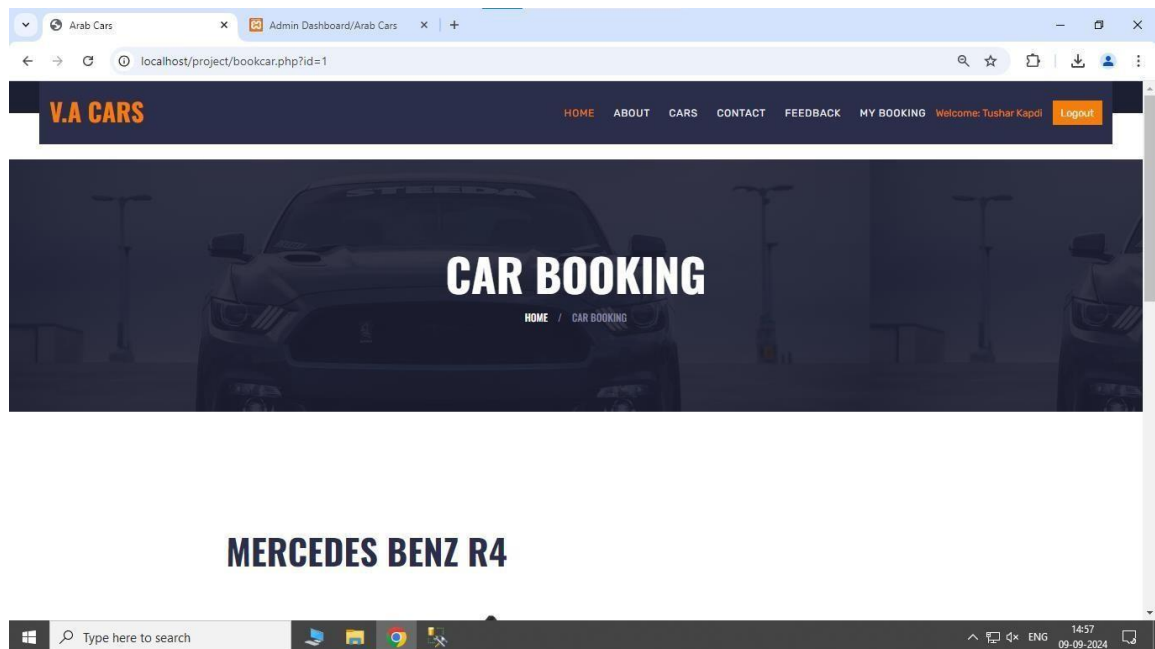 Arab Cars
Admin Dashboard/Arab Cars
localhost/project/bookcar.php?id=1
V.A CARS
HOME ABOUT CARS CONTACT FEEDBACK MY BOOKING Welcome: Tushar Kapdi Logout
STEEDA
CAR BOOKING
HOME / CAR BOOKING
MERCEDES BENZ R4
Type here to search
ENG
14:57
09-09-2024